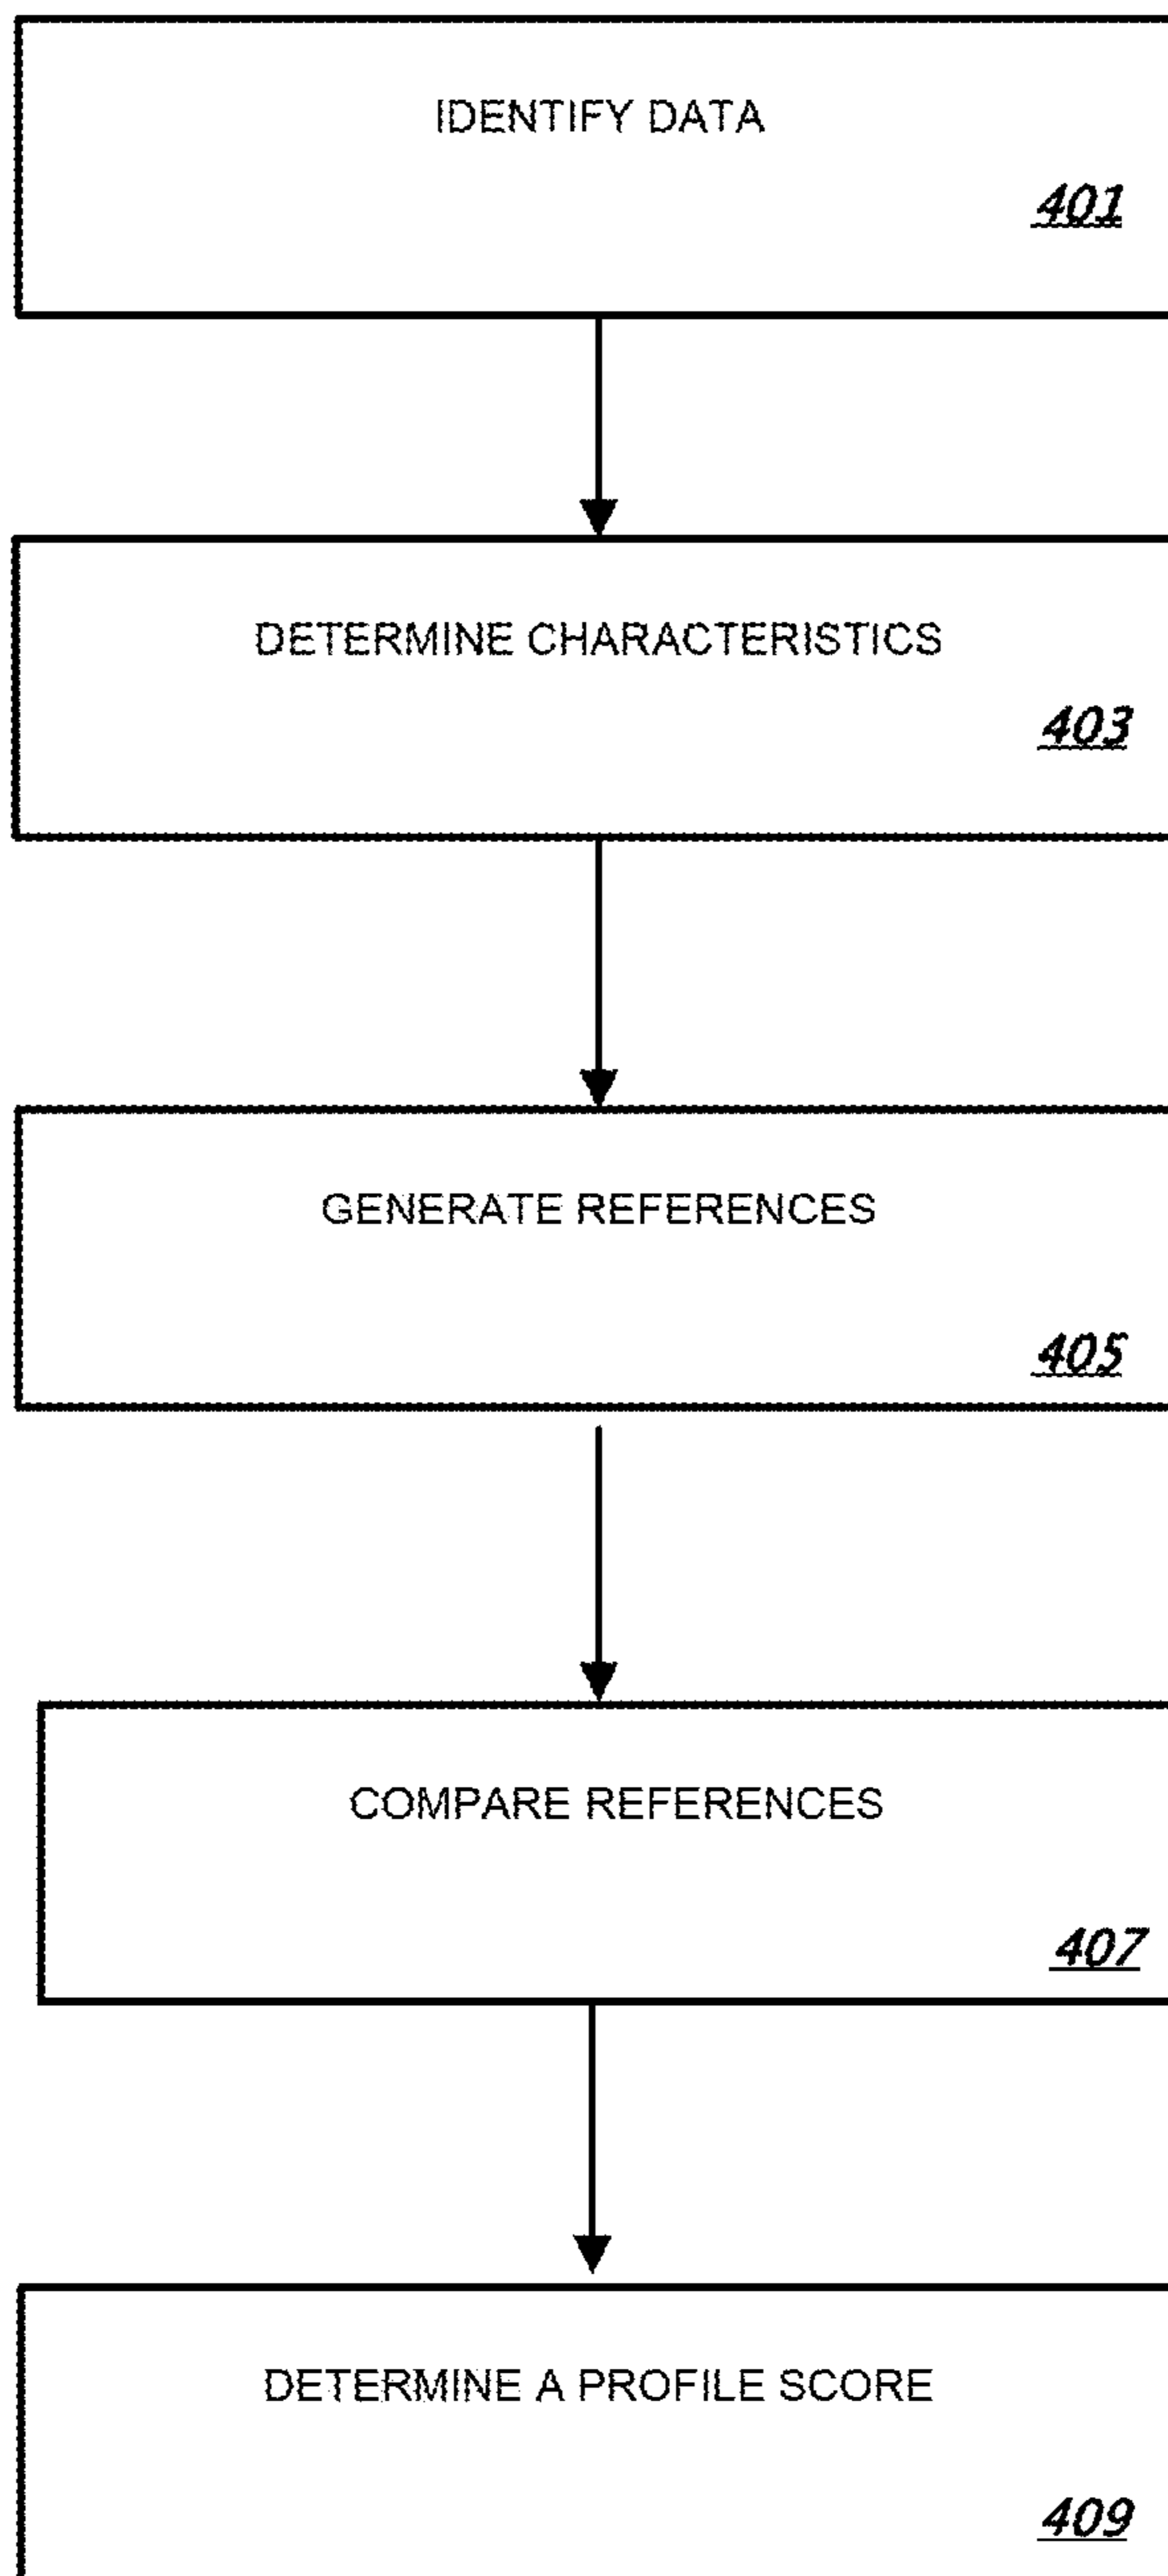 IDENTIFY DATA
401
DETERMINE CHARACTERISTICS
403
GENERATE REFERENCES
405
COMPARE REFERENCES
407
DETERMINE A PROFILE SCORE
409